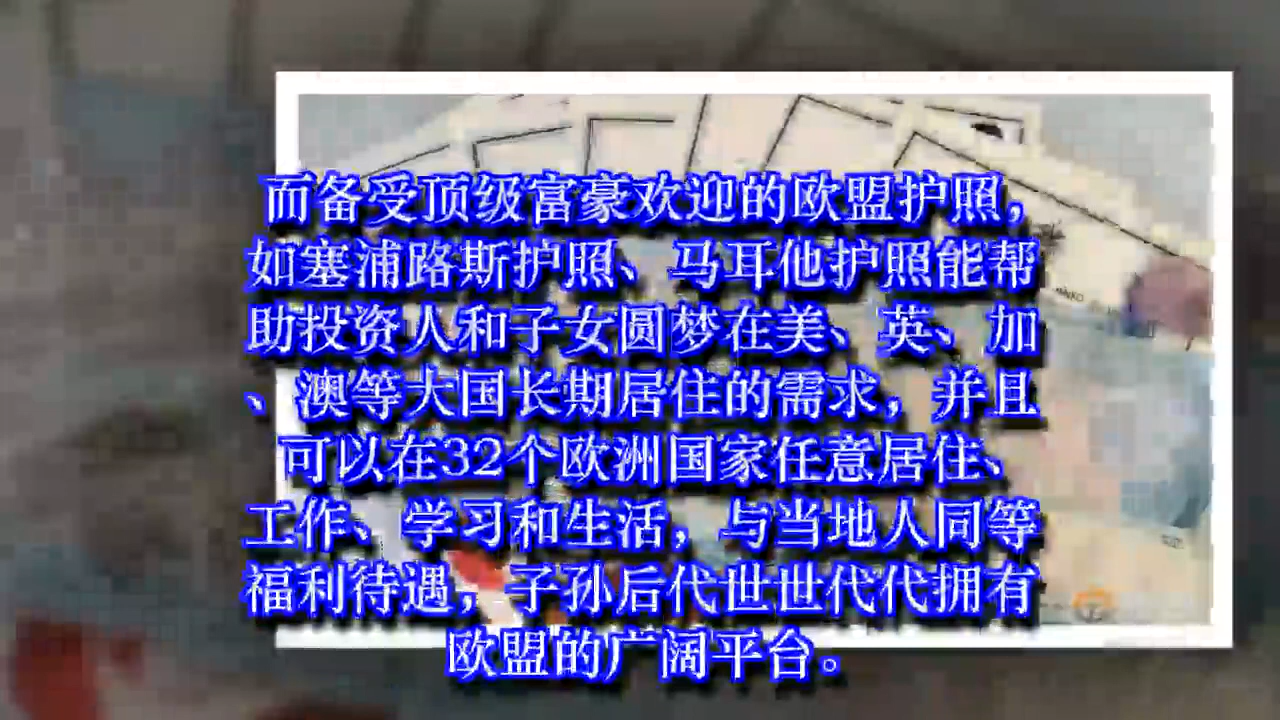 而备受顶级富豪欢迎的欧盟护照，
如塞浦路斯护照、马耳他护照能帮
助投资人和子女圆梦在美、英、加
、澳等大国长期居住的需求，并且
可以在32个欧洲国家任意居住、
工作、学习和生活，与当地人同等
福利待遇，子孙后代世世代代拥有
欧盟的广阔平台。